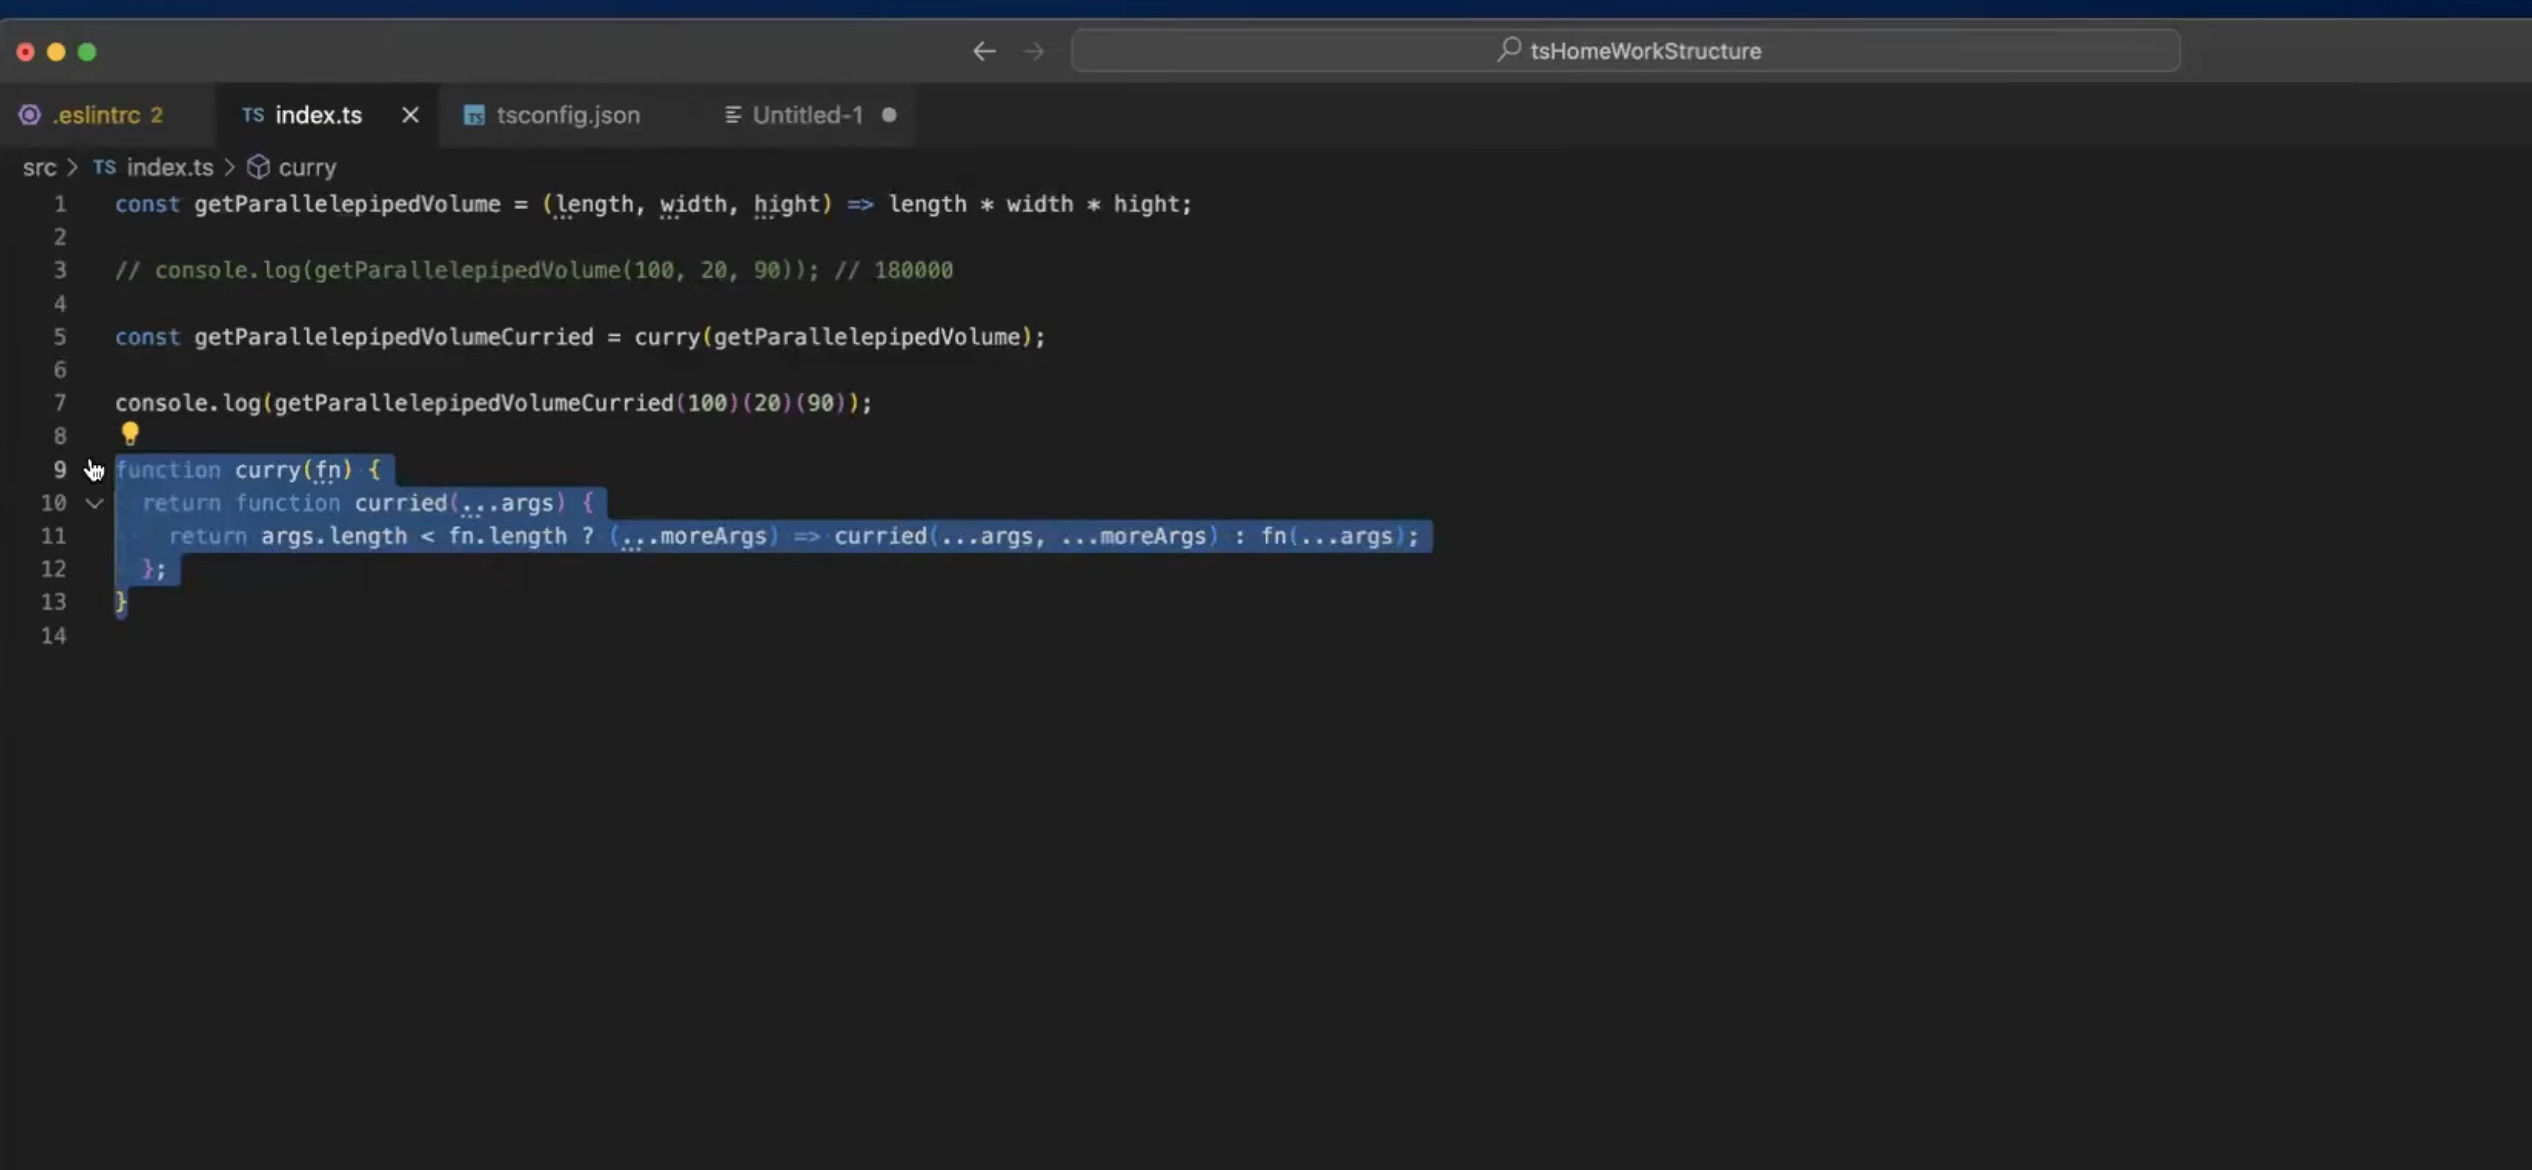 tsHomeWorkStructure
.eslintrc 2 TS index.ts tsconfig.json Untitled-1
src > TS index.ts > curry
1 const getParallelepipedVolume = (length, width, hight) => length * width * hight;
2
3 // console.log(getParallelepipedVolume(100, 20, 90)); // 180000
4
5 const getParallelepipedVolumeCurried = curry(getParallelepipedVolume);
6
7 console.log(getParallelepipedVolumeCurried(100)(20)(90));
8
9 function curry(fn) {
10 return function curried(...args) {
11 return args.length < fn.length ? (...moreArgs) => curried(...args, ...moreArgs) : fn(...args);
12 };
13 }
14